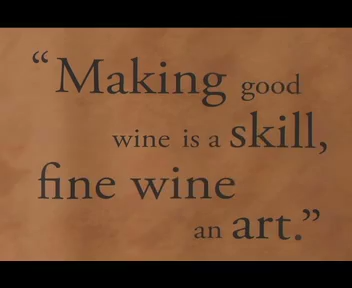 “Making good
wine is a skill,
fine wine
an art.”